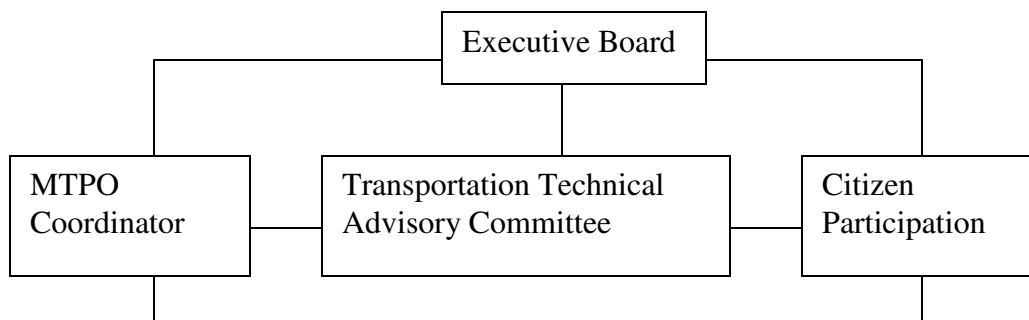 Executive Board
MTPO
Coordinator
Transportation Technical
Advisory Committee
Citizen
Participation